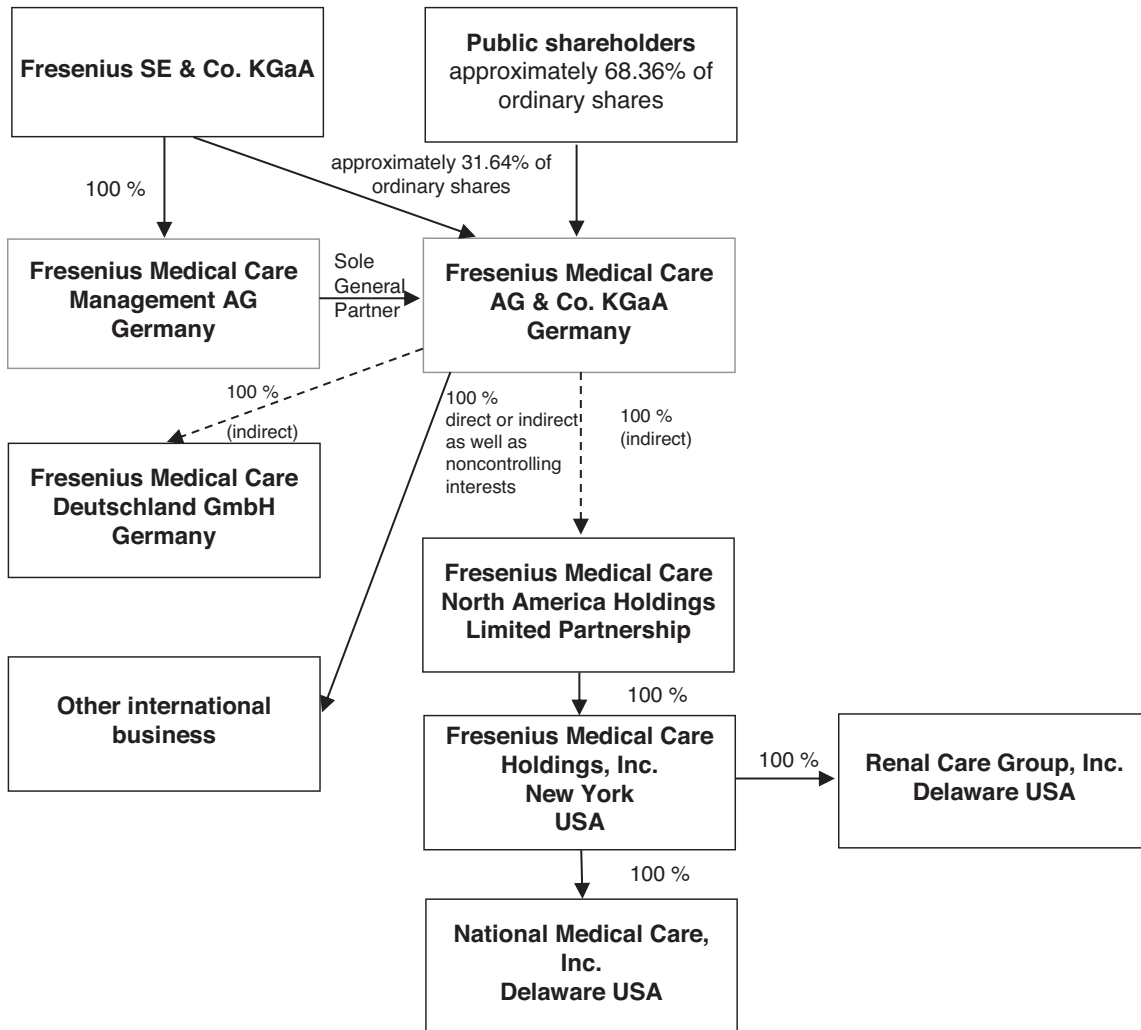 Fresenius SE & Co. KGaA
Public shareholders
approximately 68.36% of
ordinary shares
100 %
approximately 31.64% of
ordinary shares
Fresenius Medical Care
Management AG
Germany
Sole
General
Partner
Fresenius Medical Care
AG & Co. KGaA
Germany
100 %
(indirect)
100 %
direct or indirect
as well as
noncontrolling
interests
100 %
(indirect)
Fresenius Medical Care
Deutschland GmbH
Germany
Fresenius Medical Care
North America Holdings
Limited Partnership
Other international
business
100 %
Fresenius Medical Care
Holdings, Inc.
New York
USA
100 %
Renal Care Group, Inc.
Delaware USA
100 %
National Medical Care,
Inc.
Delaware USA